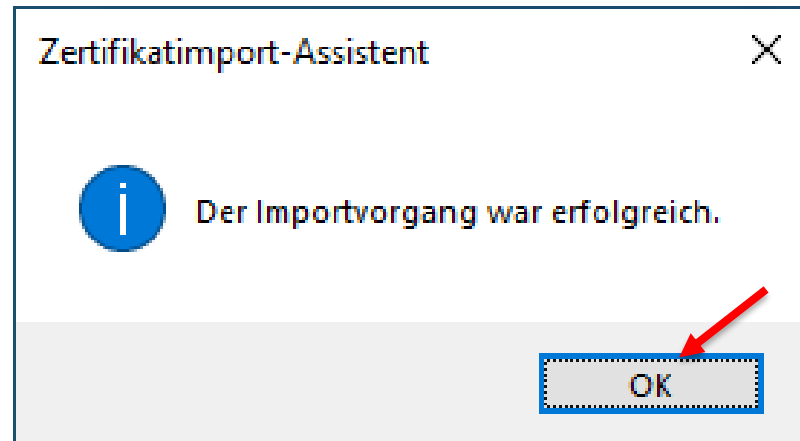 Zertifikatimport-Assistent
Der Importvorgang war erfolgreich.
OK